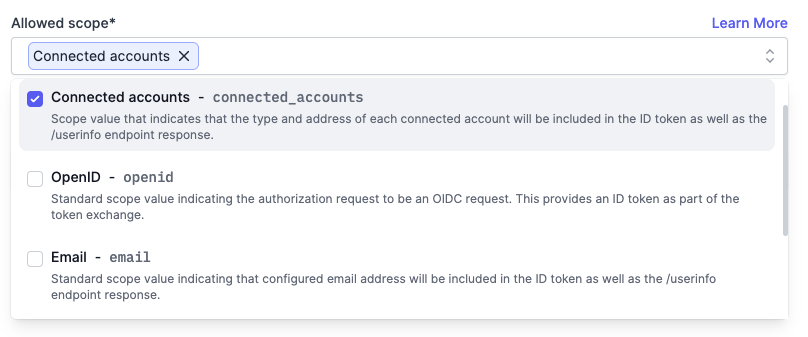 Allowed scope* Learn More
Connected accounts
Connected accounts - connected_accounts
Scope value that indicates that the type and address of each connected account will be included in the ID token as well as the
/userinfo endpoint response.
OpenID - openid
Standard scope value indicating the authorization request to be an OIDC request. This provides an ID token as part of the
token exchange.
Email - email
Standard scope value indicating that configured email address will be included in the ID token as well as the /userinfo
endpoint response.